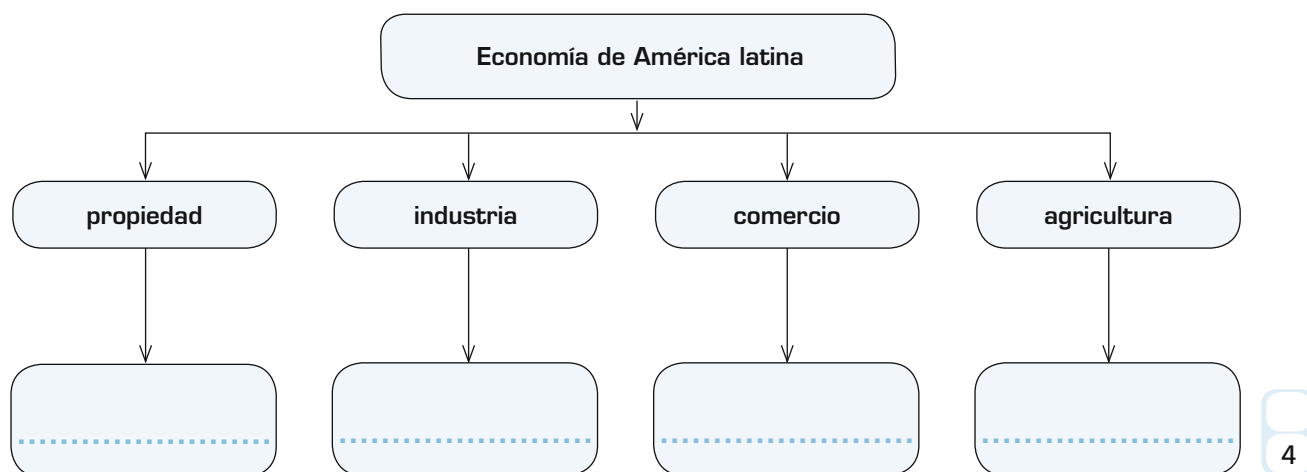 Economía de América latina
propiedad
industria
comercio
agricultura
4